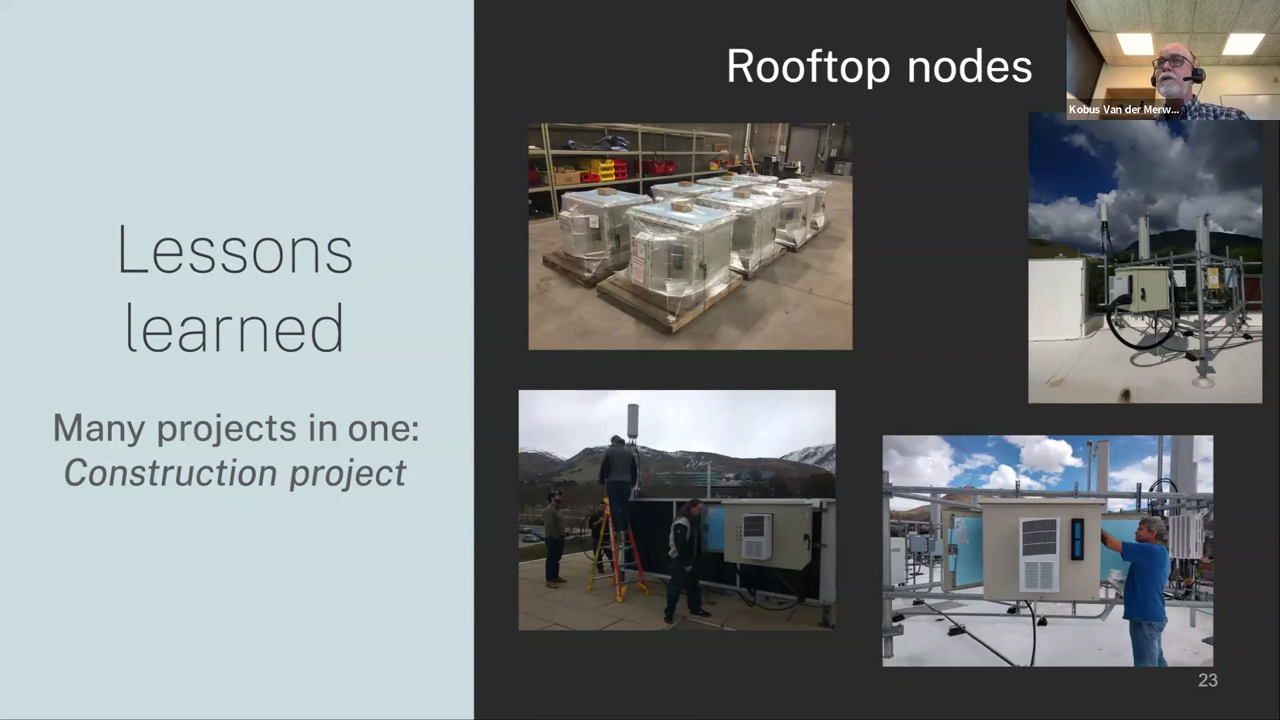 Rooftop nodes
Kobus Van der Merw...
Lessons
learned
Many projects in one:
Construction project
23